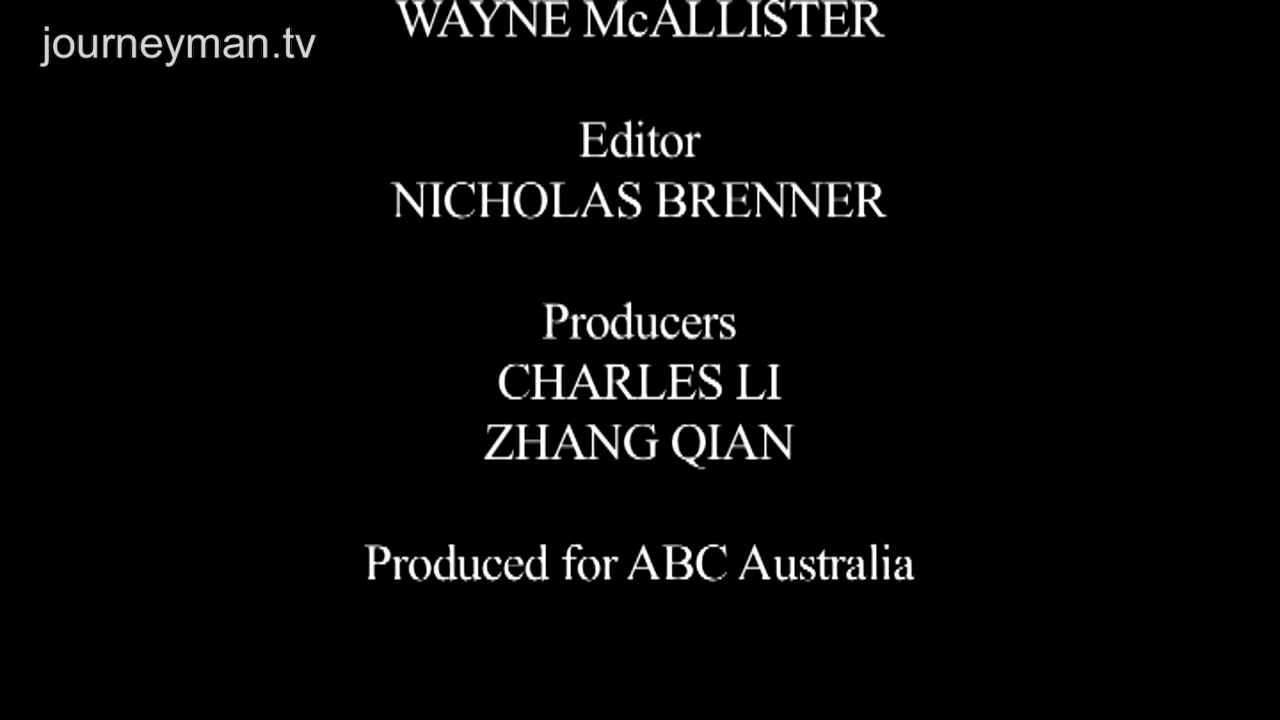 WAYNE McALLISTER
journeyman.tv
Editor
NICHOLAS BRENNER
Producers
CHARLES LI
ZHANG QIAN
Produced for ABC Australia